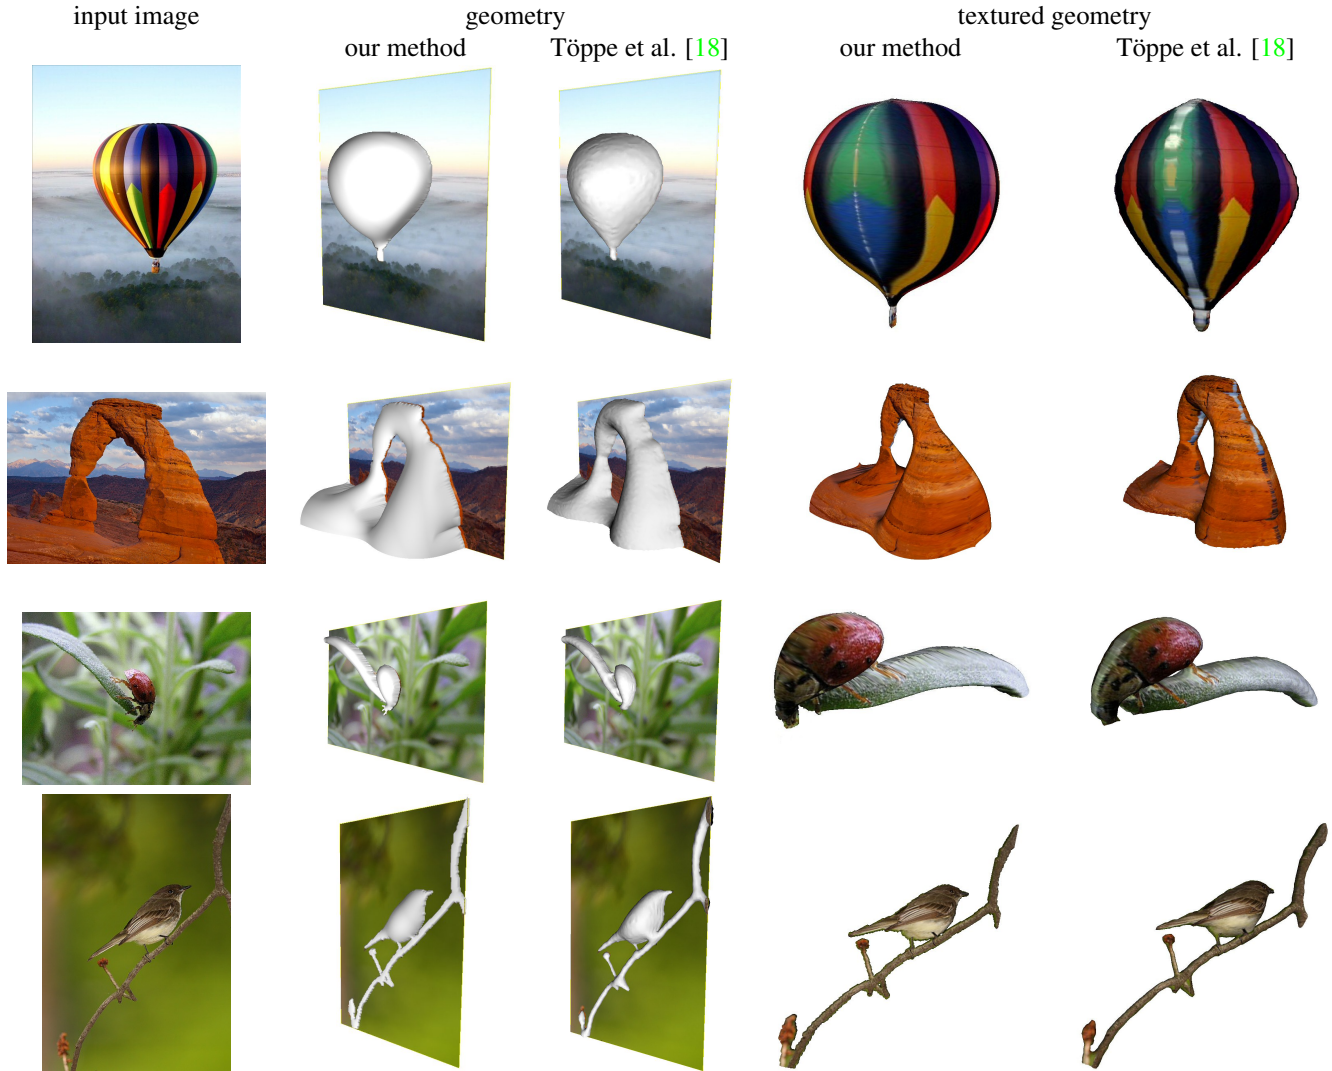 input image geometry textured geometry
our method Töppe et al. [18] our method Töppe et al. [18]